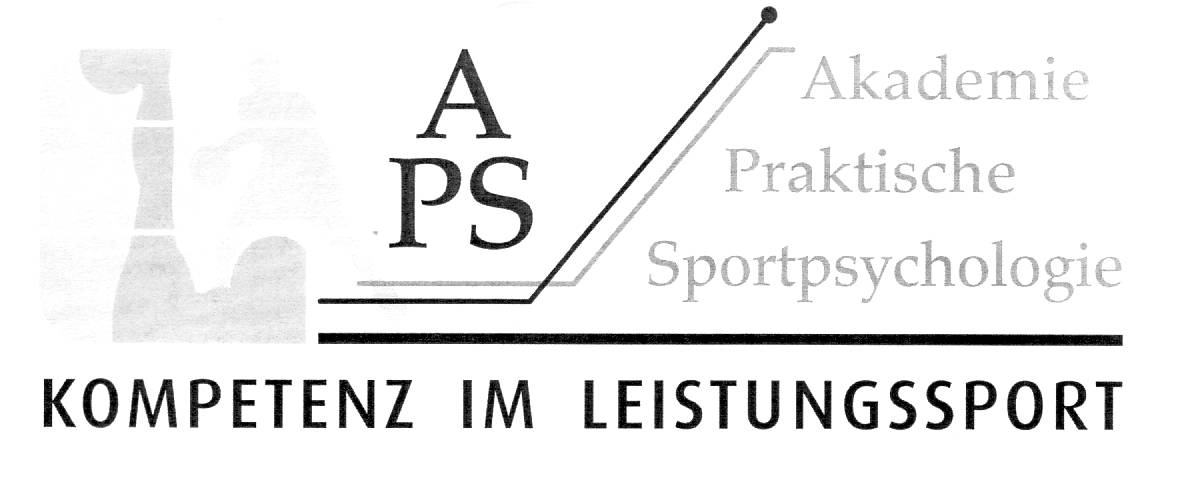 A
PS
Akademie
Praktische
Sportpsychologie
KOMPETENZ IM LEISTUNGSSPORT